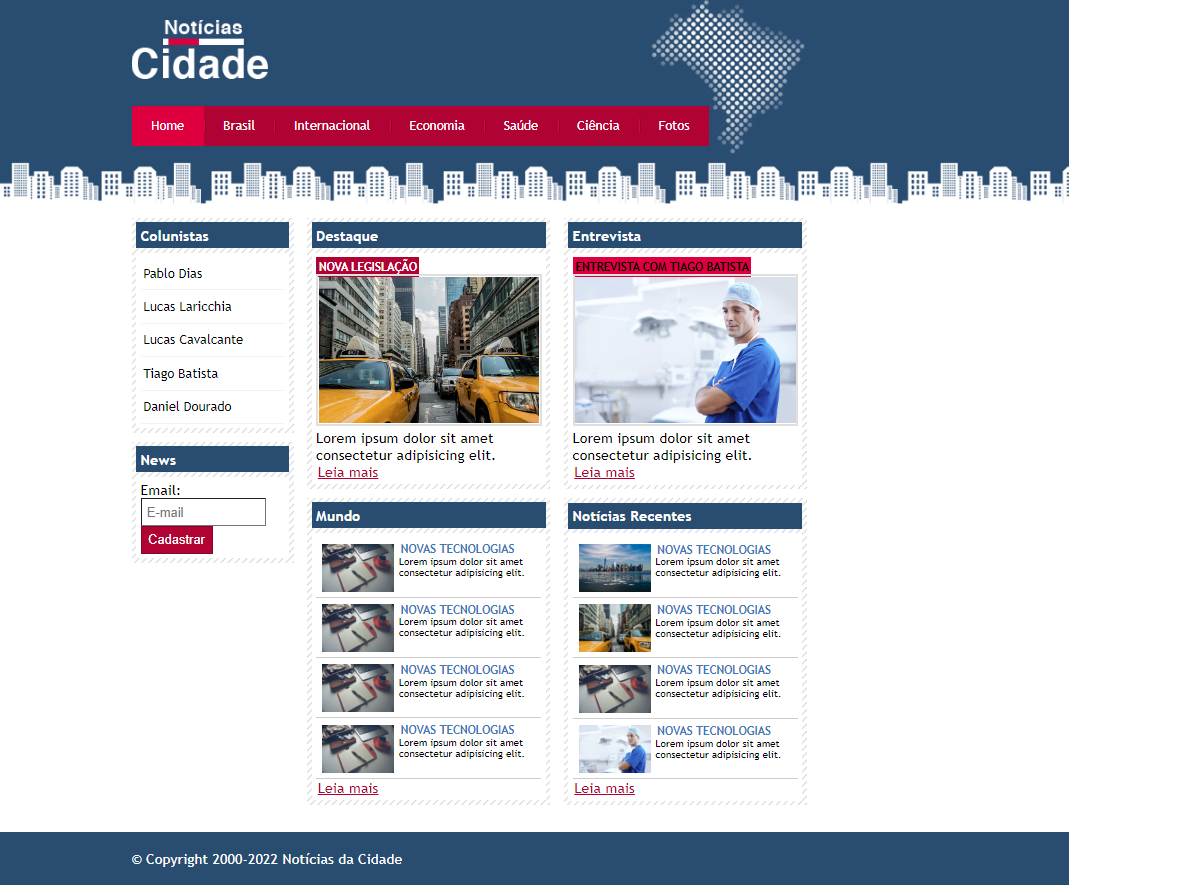 Notícias
Cidade
Home
Brasil
Internacional
Economia
Saúde
Ciência
Fotos
Colunistas
Pablo Dias
Lucas Laricchia
Lucas Cavalcante
Tiago Batista
Daniel Dourado
News
Email:
E-mail
Cadastrar
Destaque
NOVA LEGISLAÇÃO
Lorem ipsum dolor sit amet
consectetur adipisicing elit.
Leia mais
Entrevista
ENTREVISTA COM TIAGO BATISTA
Lorem ipsum dolor sit amet
consectetur adipisicing elit.
Leia mais
Mundo
NOVAS TECNOLOGIAS
Lorem ipsum dolor sit amet
consectetur adipisicing elit.
NOVAS TECNOLOGIAS
Lorem ipsum dolor sit amet
consectetur adipisicing elit.
NOVAS TECNOLOGIAS
Lorem ipsum dolor sit amet
consectetur adipisicing elit.
NOVAS TECNOLOGIAS
Lorem ipsum dolor sit amet
consectetur adipisicing elit.
Leia mais
Notícias Recentes
NOVAS TECNOLOGIAS
Lorem ipsum dolor sit amet
consectetur adipisicing elit.
NOVAS TECNOLOGIAS
Lorem ipsum dolor sit amet
consectetur adipisicing elit.
NOVAS TECNOLOGIAS
Lorem ipsum dolor sit amet
consectetur adipisicing elit.
NOVAS TECNOLOGIAS
Lorem ipsum dolor sit amet
consectetur adipisicing elit.
Leia mais
© Copyright 2000-2022 Notícias da Cidade